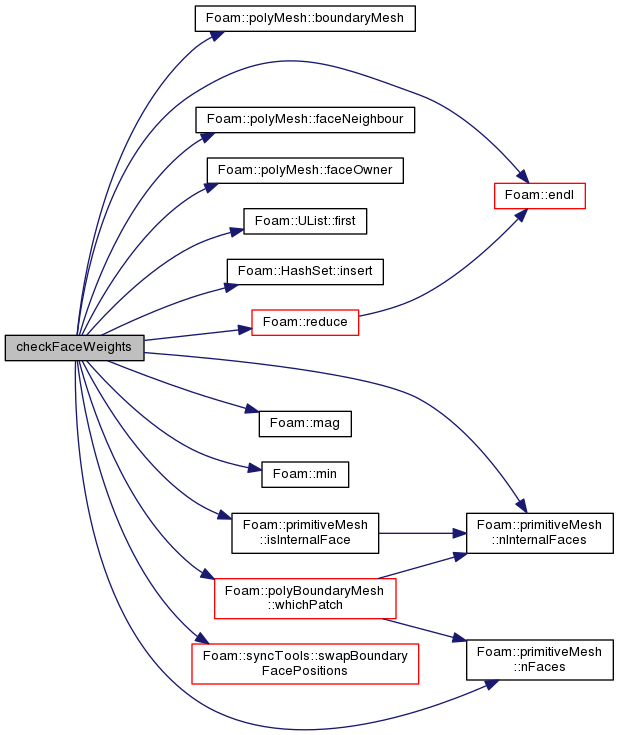 Foam::polyMesh::boundaryMesh
Foam::polyMesh::faceNeighbour
Foam::polyMesh::faceOwner
Foam::endl
Foam::UList::first
Foam::HashSet::insert
Foam::reduce
checkFaceWeights
Foam::mag
Foam::min
Foam::primitiveMesh
::isInternalFace
Foam::primitiveMesh
::nInternalFaces
Foam::polyBoundaryMesh
::whichPatch
Foam::syncTools::swapBoundary
FacePositions
Foam::primitiveMesh
::nFaces